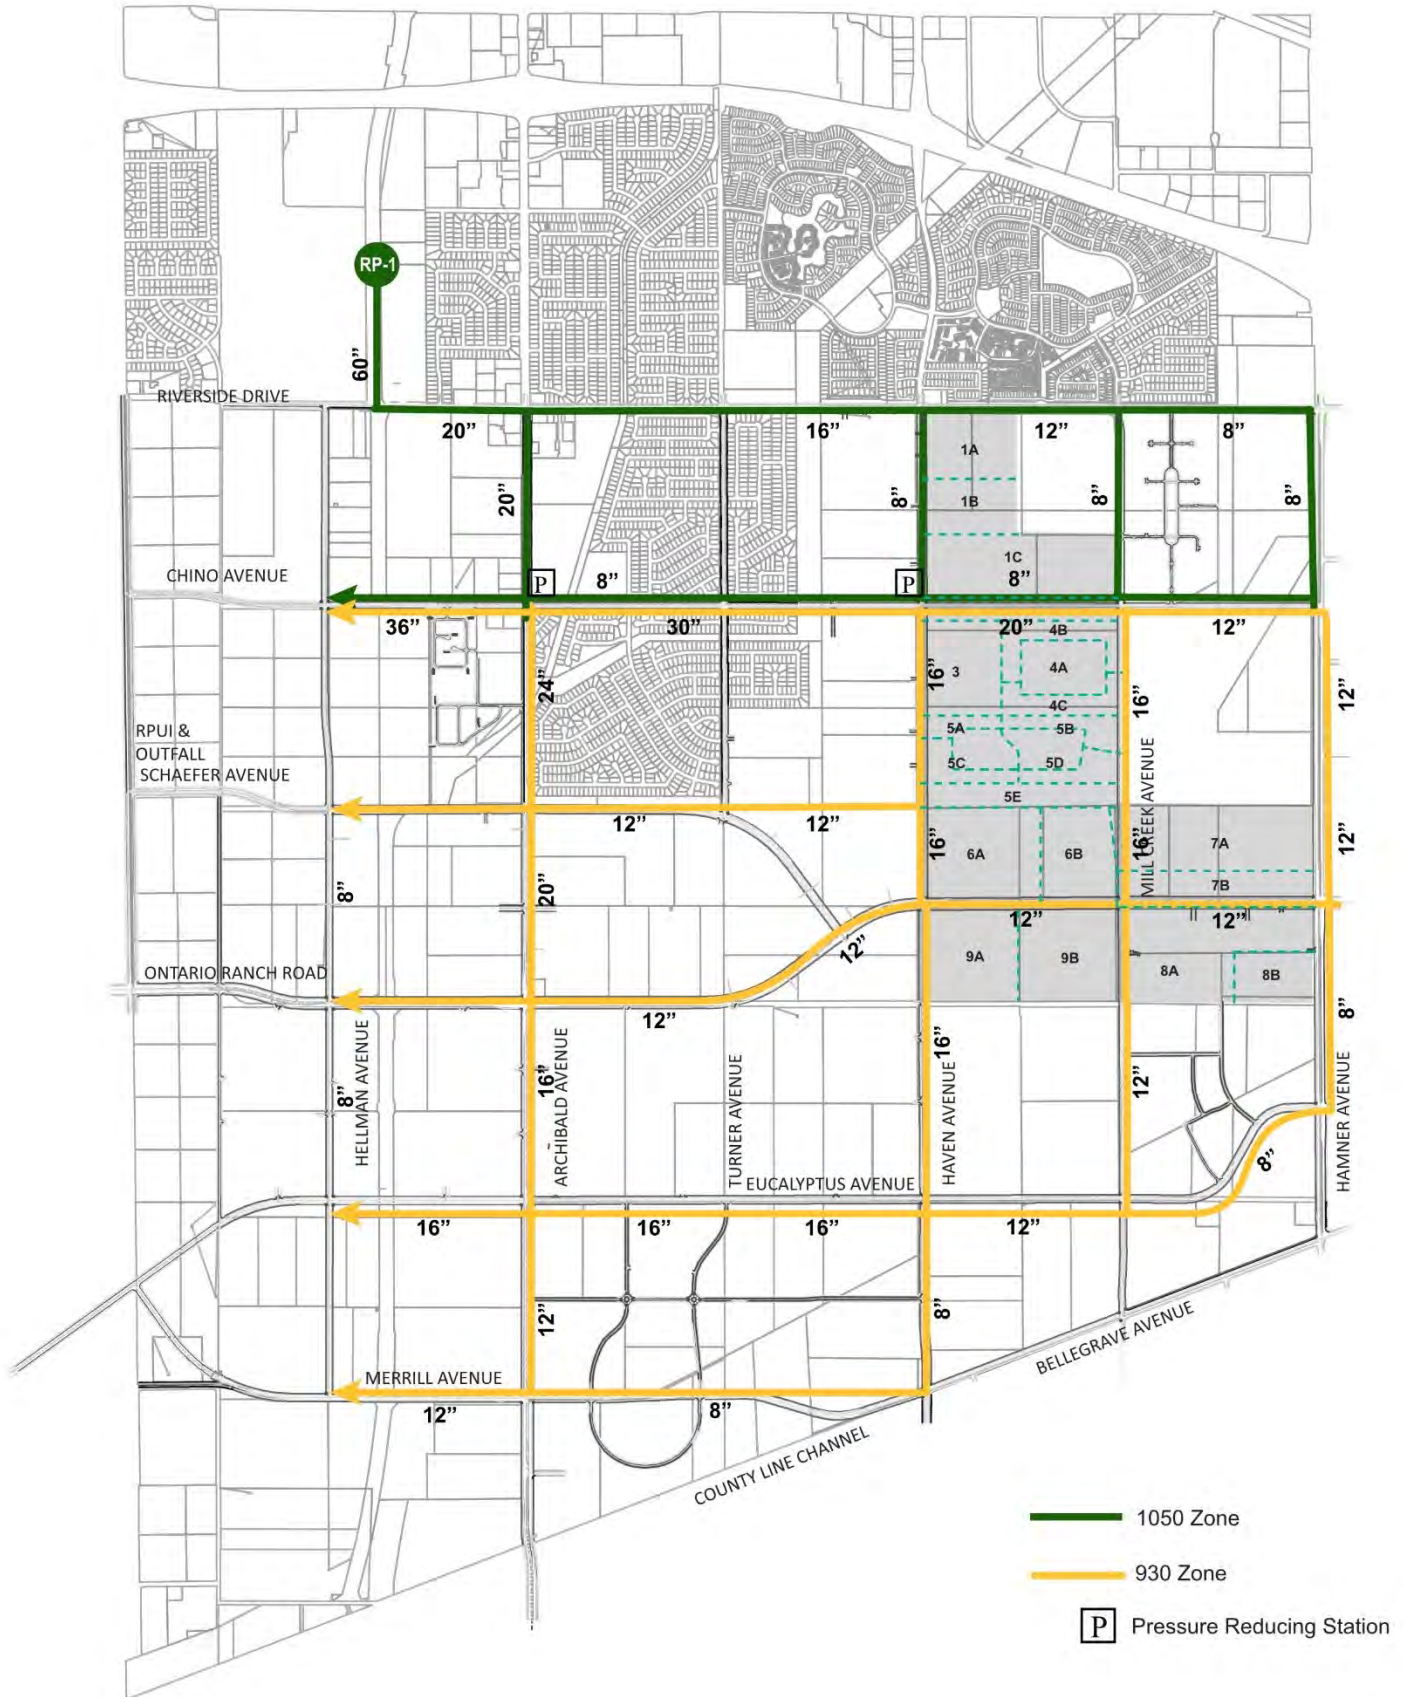 RP-1
60”
RIVERSIDE DRIVE
20”
16”
12”
8”
1A
20”
8”
1B
8”
8”
1C
CHINO AVENUE
P
8”
P
8”
36”
30”
20”
12”
4B
24”
16”
3
4A
16”
12”
4C
RPUI &
OUTFALL
SCHAEFER AVENUE
5A
5B
5C
5D
MILL CREEK AVENUE
5E
12”
12”
16”
6A
6B
16”
7A
12”
8”
20”
7B
12”
12”
12”
ONTARIO RANCH ROAD
9A
9B
8A
8B
12”
8”
HELLMAN AVENUE
8”
16”
ARCHIBALD AVENUE
TURNER AVENUE
16”
HAVEN AVENUE
12”
HAMNER AVENUE
8”
EUCALYPTUS AVENUE
16”
16”
16”
12”
12”
8”
BELLEGRAVE AVENUE
MERRILL AVENUE
12”
8”
COUNTY LINE CHANNEL
1050 Zone
930 Zone
P Pressure Reducing Station